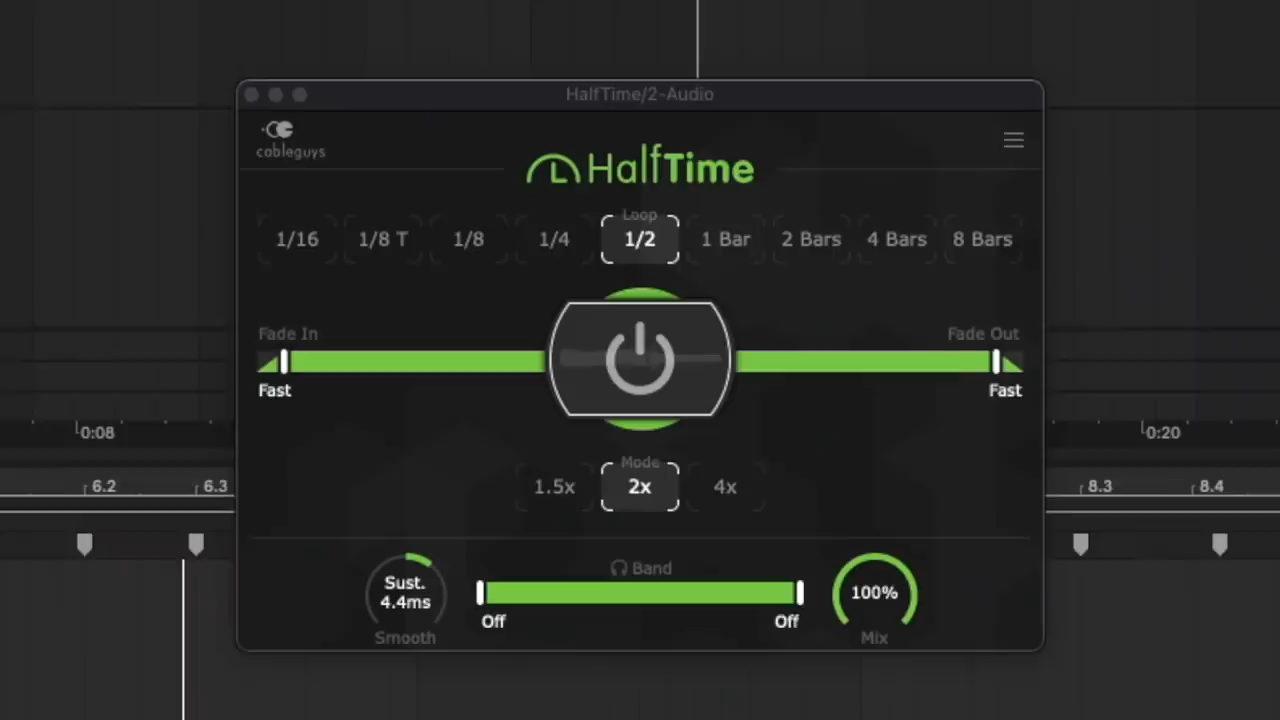 HalfTime/2-Audio
cableguys
HalfTime
Loop
1/16 1/8 T 1/8 1/4 1/2 1 Bar 2 Bars 4 Bars 8 Bars
Fade In Fade Out
Fast Fast
0:08 0:20
Mode
1.5x 2x 4x
6.2 6.3 8.3 8.4
Band
Sust.
4.4ms
100%
Off Off
Smooth Mix